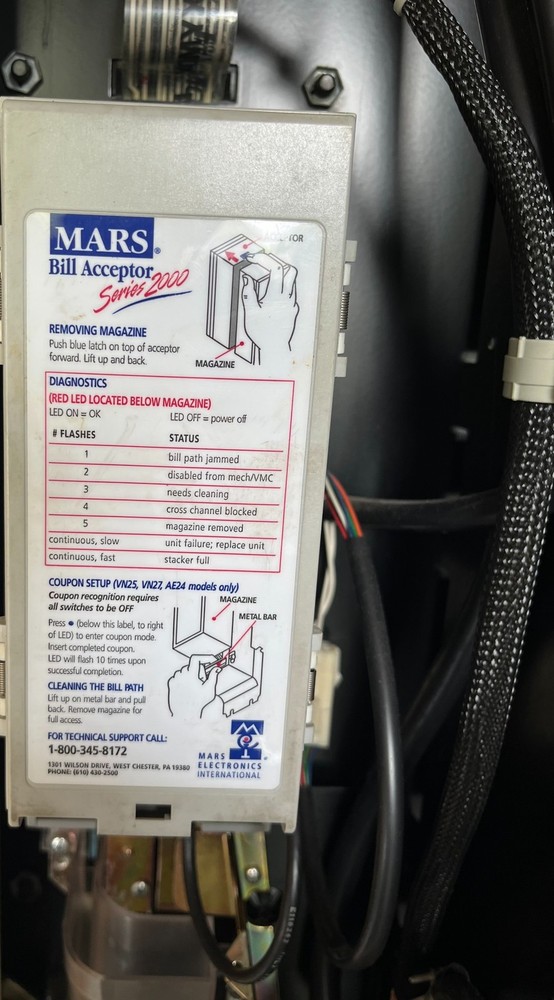 MARS®
Bill Acceptor
Series 2000
REMOVING MAGAZINE
Push blue latch on top of acceptor
forward. Lift up and back.
MAGAZINE
DIAGNOSTICS
(RED LED LOCATED BELOW MAGAZINE)
LED ON = OK LED OFF = power off
# FLASHES STATUS
1 bill path jammed
2 disabled from mech/VMC
3 needs cleaning
4 cross channel blocked
5 magazine removed
continuous, slow unit failure; replace unit
continuous, fast stacker full
COUPON SETUP (VN25, VN27, AE24 models only)
Coupon recognition requires
all switches to be OFF
Press ● (below this label, to right
of LED) to enter coupon mode.
Insert completed coupon.
LED will flash 10 times upon
successful completion.
MAGAZINE
METAL BAR
CLEANING THE BILL PATH
Lift up on metal bar and pull
back. Remove magazine for
full access.
FOR TECHNICAL SUPPORT CALL:
1-800-345-8172
1301 WILSON DRIVE, WEST CHESTER, PA 19380
PHONE: (610) 430-2500
MARS
ELECTRONICS
INTERNATIONAL®